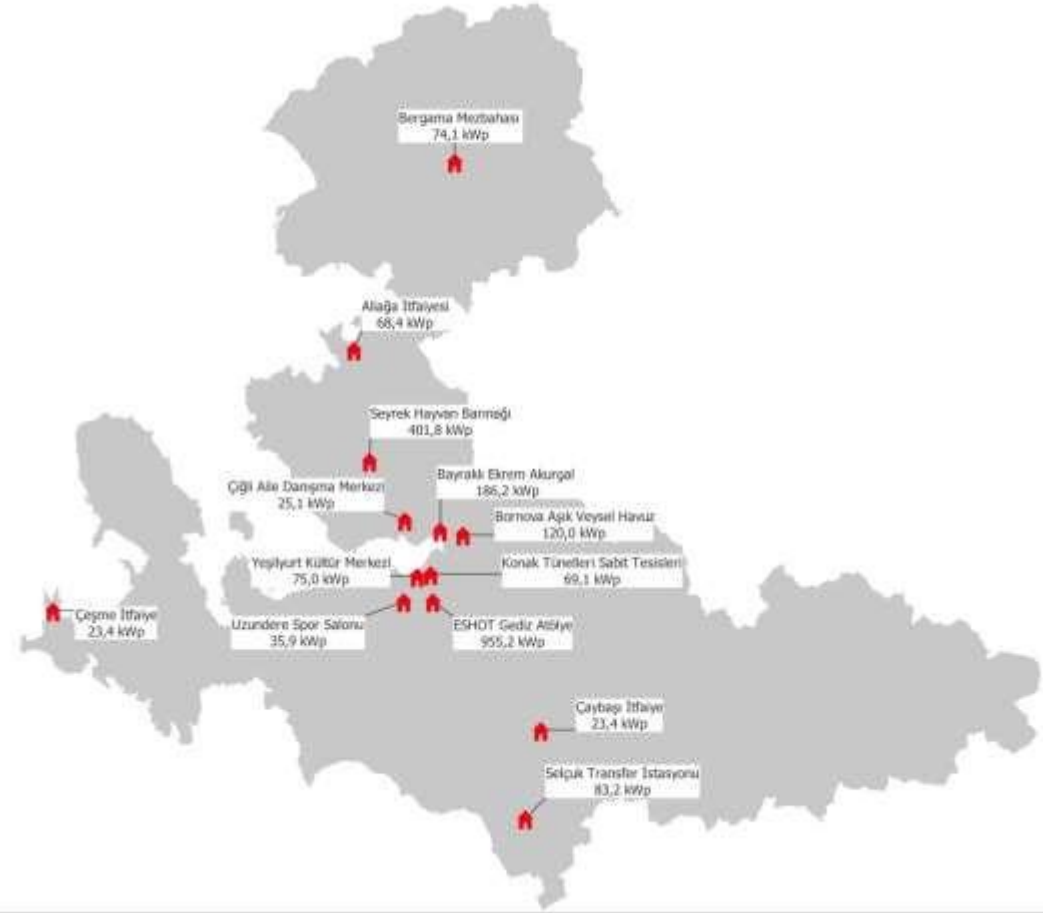 Bergama Mezbahası
74,1 kWp
Aliağa İtfaiyesi
68,4 kWp
Seyrek Hayvan Barınağı
401,8 kWp
Çiğli Aile Danışma Merkezi
25,1 kWp
Bayraklı Ekrem Akurgal
186,2 kWp
Bornova Aşık Veysel Havuz
120,0 kWp
Yeşilyurt Kültür Merkezi
75,0 kWp
Konak Tünelleri Sabit Tesisleri
69,1 kWp
Çeşme İtfaiye
23,4 kWp
Uzundere Spor Salonu
35,9 kWp
ESHOT Gediz Atölye
955,2 kWp
Çaybaşı İtfaiye
23,4 kWp
Selçuk Transfer İstasyonu
83,2 kWp